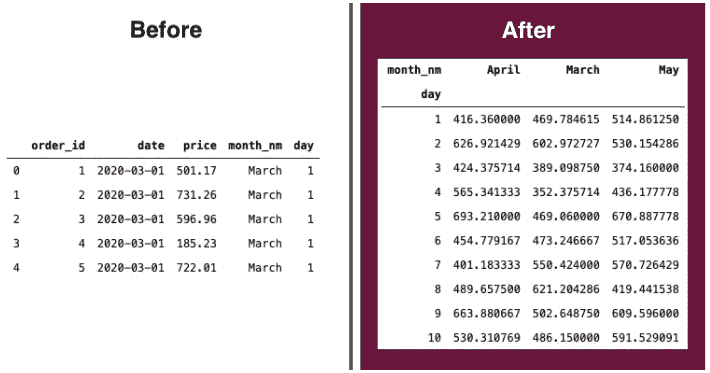 Before
order_id date price month_nm day
0 1 2020-03-01 501.17 March 1
1 2 2020-03-01 731.26 March 1
2 3 2020-03-01 596.96 March 1
3 4 2020-03-01 185.23 March 1
4 5 2020-03-01 722.01 March 1
After
month_nm April March May
day
1 416.360000 469.784615 514.861250
2 626.921429 602.972727 530.154286
3 424.375714 389.098750 374.160000
4 565.341333 352.375714 436.177778
5 693.210000 469.060000 670.887778
6 454.779167 473.246667 517.053636
7 401.183333 550.424000 570.726429
8 489.657500 621.204286 419.441538
9 663.880667 502.648750 609.596000
10 530.310769 486.150000 591.529091